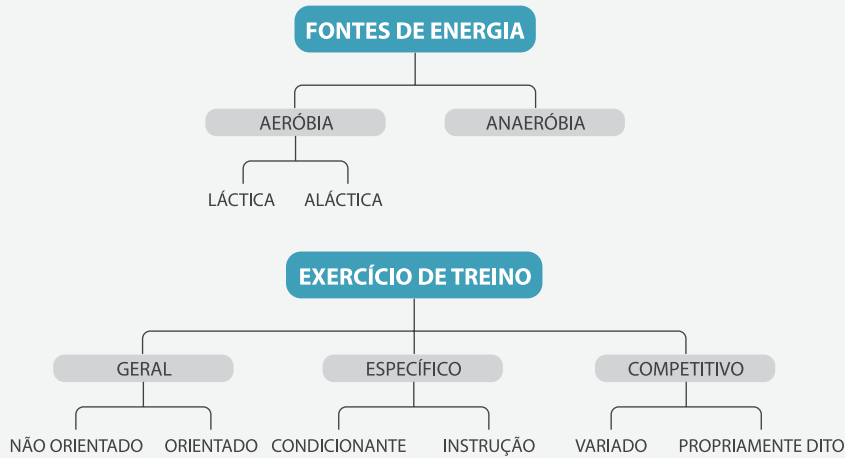 FONTES DE ENERGIA
AERÓBIA ANAERÓBIA
LÁCTICA ALÁCTICA
EXERCÍCIO DE TREINO
GERAL ESPECÍFICO COMPETITIVO
NÃO ORIENTADO ORIENTADO CONDICIONANTE INSTRUÇÃO VARIADO PROPRIAMENTE DITO